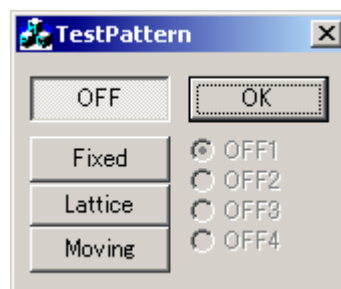 TestPattern
OFF
OK
Fixed
OFF1
OFF2
Lattice
OFF3
Moving
OFF4